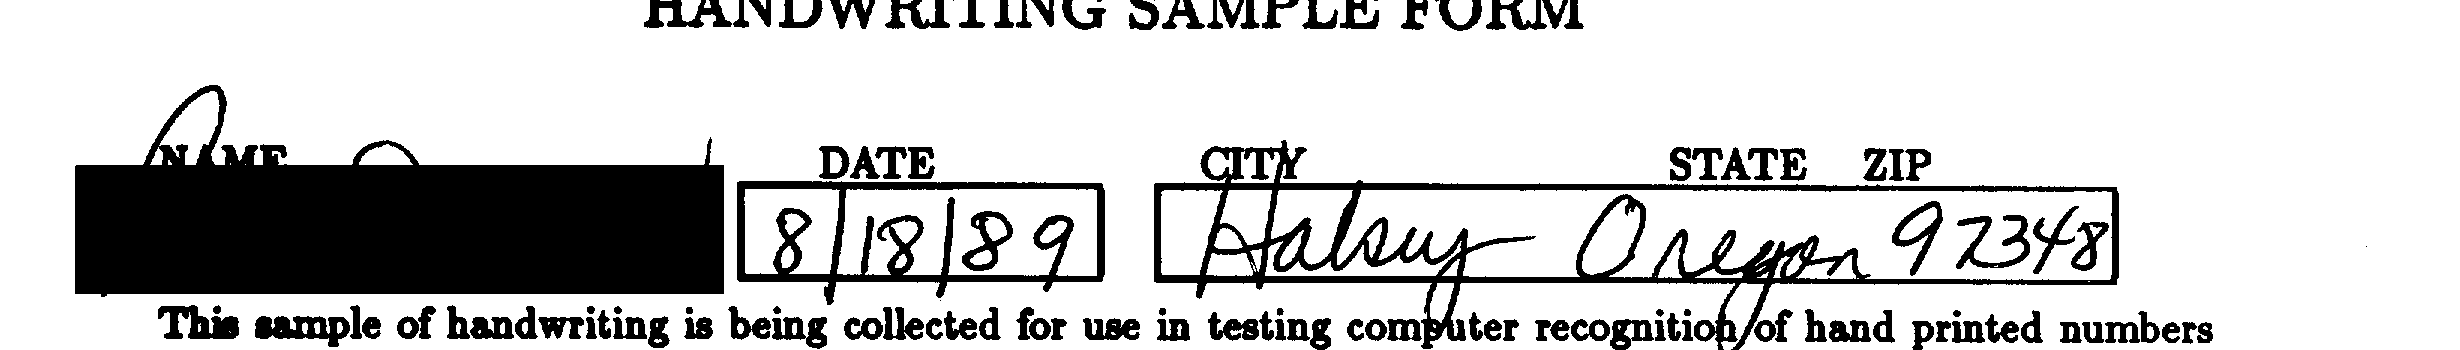 HANDWRITING SAMPLE FORM
NAME DATE CITY STATE ZIP
8/18/89 Halsey Oregon 97348
This sample of handwriting is being collected for use in testing computer recognition of hand printed numbers